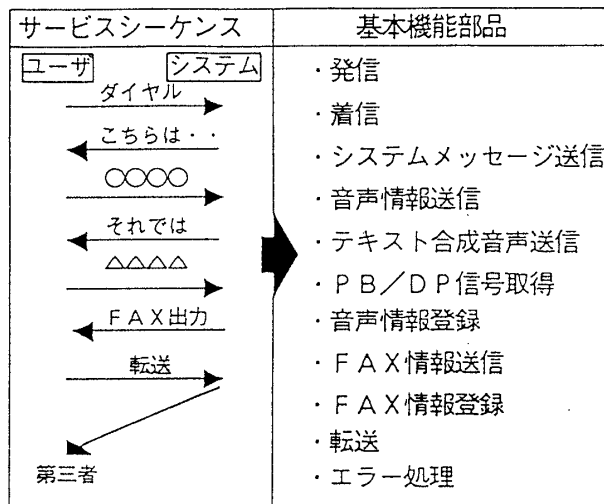 サービスシーケンス
ユーザ システム
ダイヤル
こちらは・・
○○○○
それでは
△△△△
ＦＡＸ出力
転送
第三者
基本機能部品
・発信
・着信
・システムメッセージ送信
・音声情報送信
・テキスト合成音声送信
・ＰＢ／ＤＰ信号取得
・音声情報登録
・ＦＡＸ情報送信
・ＦＡＸ情報登録
・転送
・エラー処理